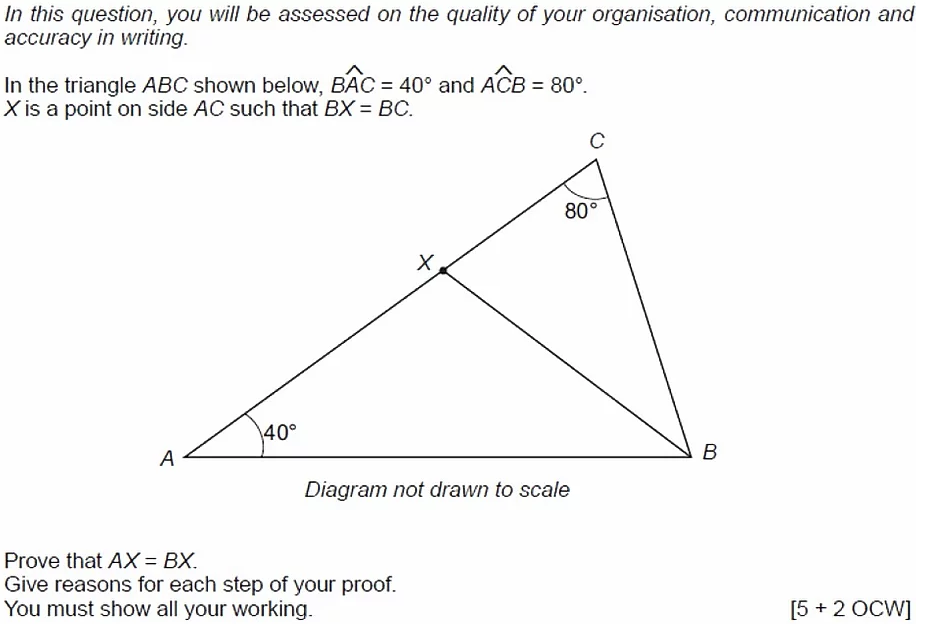 In this question, you will be assessed on the quality of your organisation, communication and
accuracy in writing.
In the triangle ABC shown below, BÂC = 40° and AĈB = 80°.
X is a point on side AC such that BX = BC.
C
80°
X
40°
A
B
Diagram not drawn to scale
Prove that AX = BX.
Give reasons for each step of your proof.
You must show all your working.
[5 + 2 OCW]